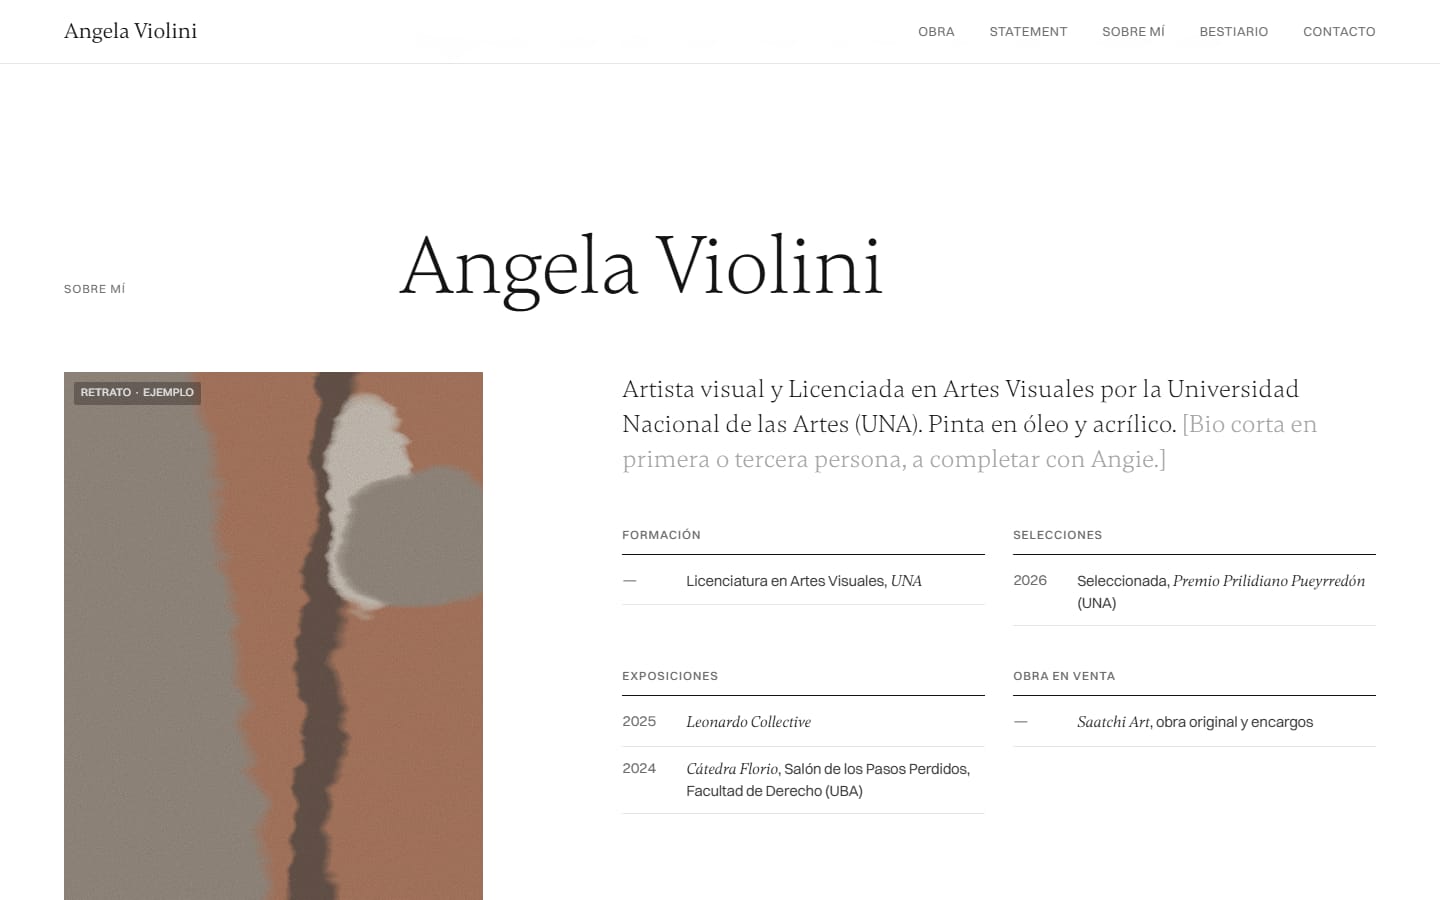 Angela Violini
OBRA
STATEMENT
SOBRE MÍ
BESTIARIO
CONTACTO
SOBRE MÍ
Angela Violini
RETRATO · EJEMPLO
Artista visual y Licenciada en Artes Visuales por la Universidad
Nacional de las Artes (UNA). Pinta en óleo y acrílico. [Bio corta en
primera o tercera persona, a completar con Angie.]
FORMACIÓN
— Licenciatura en Artes Visuales, UNA
SELECCIONES
2026 Seleccionada, Premio Prilidiano Pueyrredón
(UNA)
EXPOSICIONES
2025 Leonardo Collective
2024 Cátedra Florio, Salón de los Pasos Perdidos,
Facultad de Derecho (UBA)
OBRA EN VENTA
— Saatchi Art, obra original y encargos